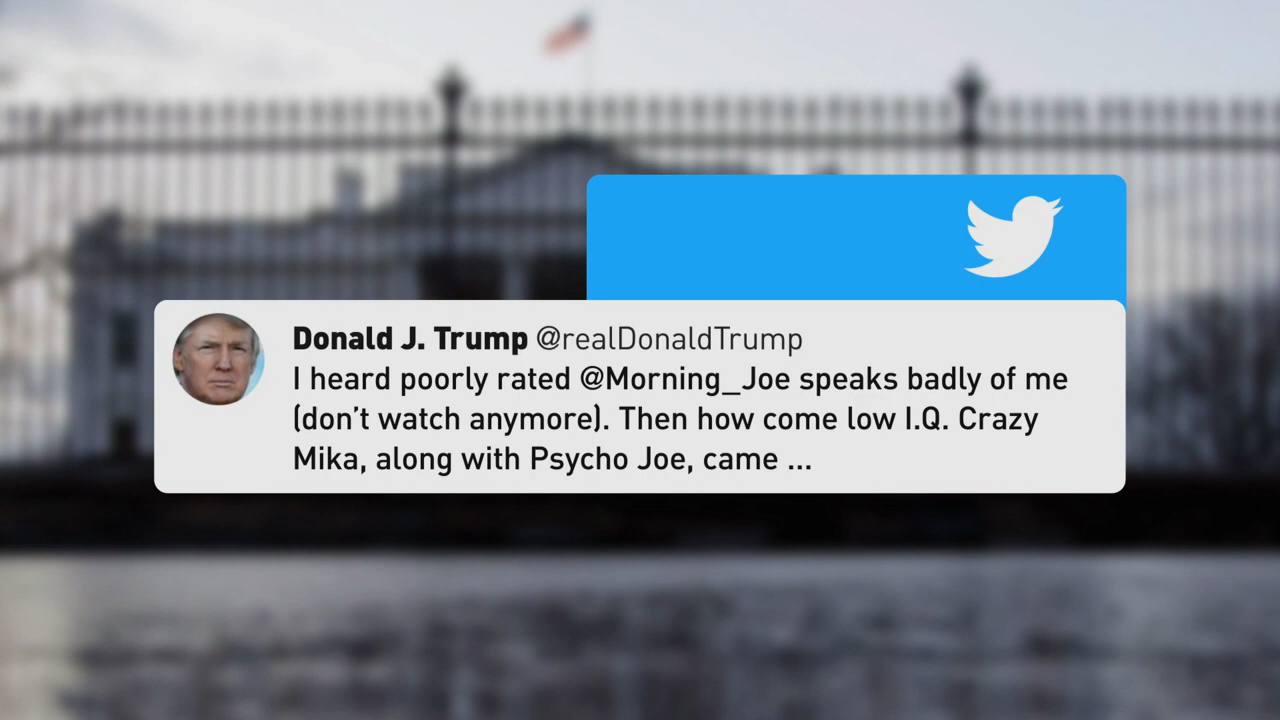 Donald J. Trump @realDonaldTrump
I heard poorly rated @Morning_Joe speaks badly of me
(don’t watch anymore). Then how come low I.Q. Crazy
Mika, along with Psycho Joe, came ...